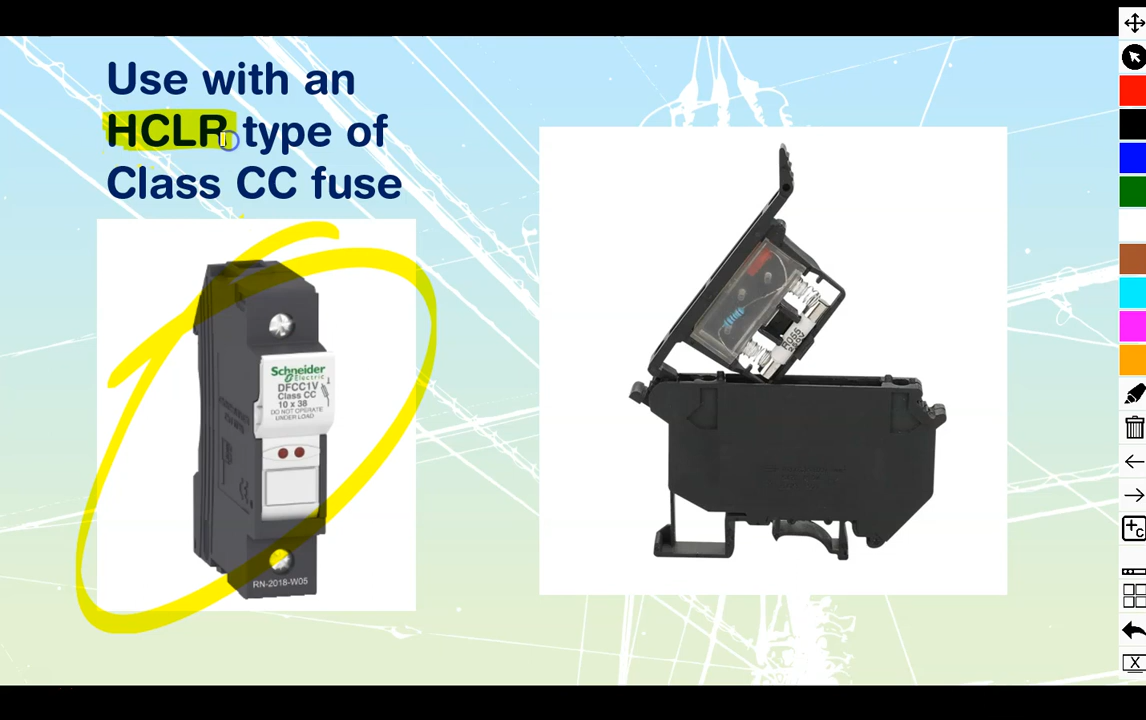 Use with an
HCLR type of
Class CC fuse
Schneider
Electric
DFCC1V
Class CC
10 x 38
DO NOT OPERATE
UNDER LOAD
RN-2018-W05
+C
X